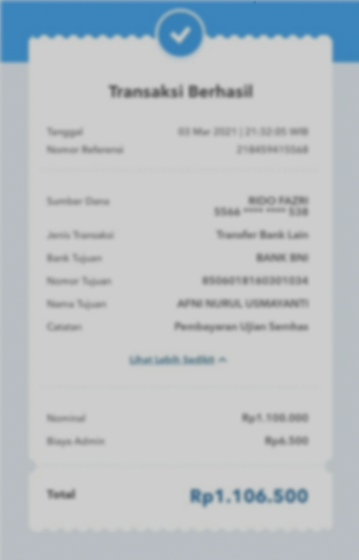 Transaksi Berhasil
Tanggal 03 Mar 2021 | 21:32:05 WIB
Nomor Referensi
Sumber Dana RIDO FAZRI
5566 **** **** 538
Jenis Transaksi Transfer Bank Lain
Bank Tujuan BANK BNI
Nomor Tujuan
Nama Tujuan AFNI NURUL USMAYANTI
Catatan Pembayaran Ujian Semhas
Lihat Lebih Sedikit
Nominal Rp1.100.000
Biaya Admin Rp6.500
Total Rp1.106.500